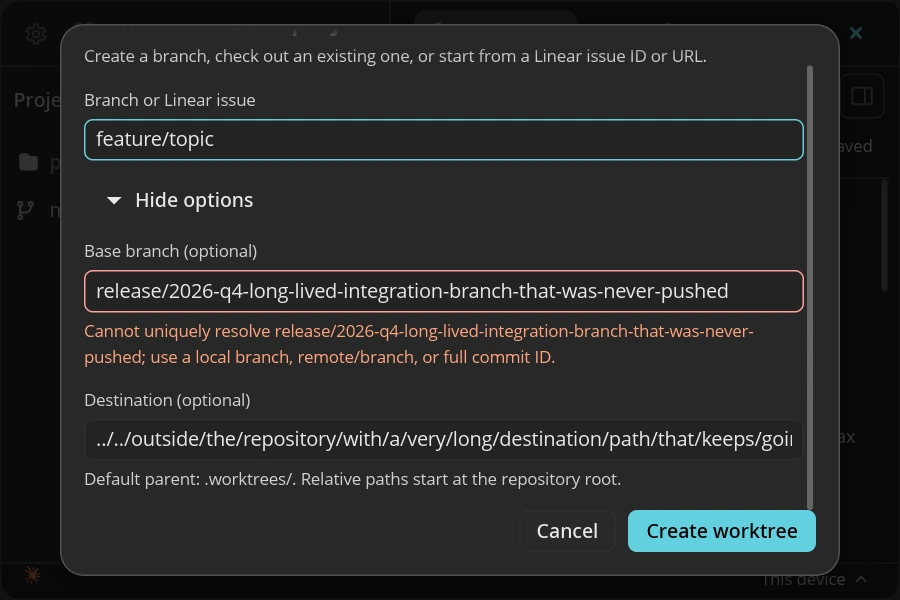 Create a branch, check out an existing one, or start from a Linear issue ID or URL.
Proje
Branch or Linear issue
feature/topic
aved
Hide options
Base branch (optional)
release/2026-q4-long-lived-integration-branch-that-was-never-pushed
Cannot uniquely resolve release/2026-q4-long-lived-integration-branch-that-was-never-
pushed; use a local branch, remote/branch, or full commit ID.
Destination (optional)
../../outside/the/repository/with/a/very/long/destination/path/that/keeps/goi
ax
Default parent: .worktrees/. Relative paths start at the repository root.
Cancel
Create worktree
This device